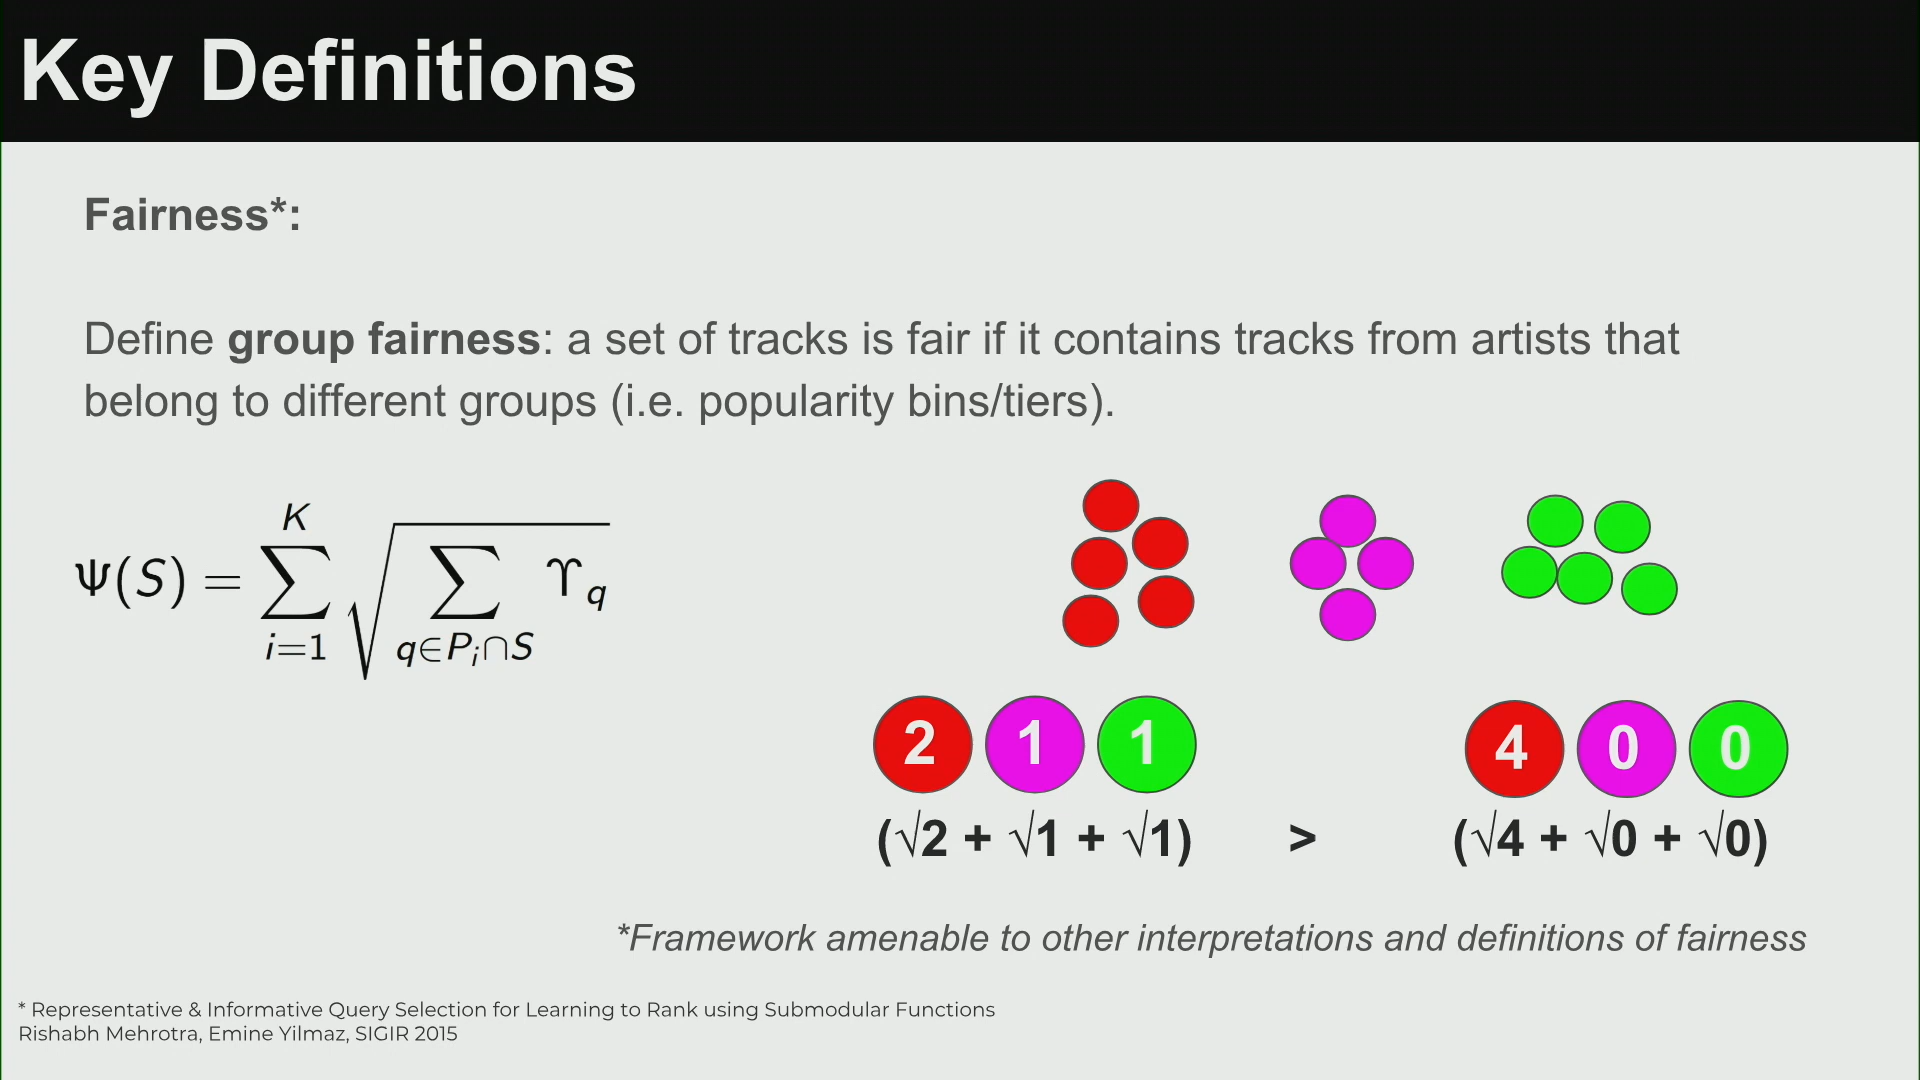 Key Definitions
Fairness*:
Define group fairness: a set of tracks is fair if it contains tracks from artists that
belong to different groups (i.e. popularity bins/tiers).
Ψ(S) = ∑_{i=1}^{K} √(∑_{q∈P_i∩S} ϒ_q)
2 1 1
4 0 0
(√2 + √1 + √1) > (√4 + √0 + √0)
*Framework amenable to other interpretations and definitions of fairness
* Representative & Informative Query Selection for Learning to Rank using Submodular Functions
Rishabh Mehrotra, Emine Yilmaz, SIGIR 2015